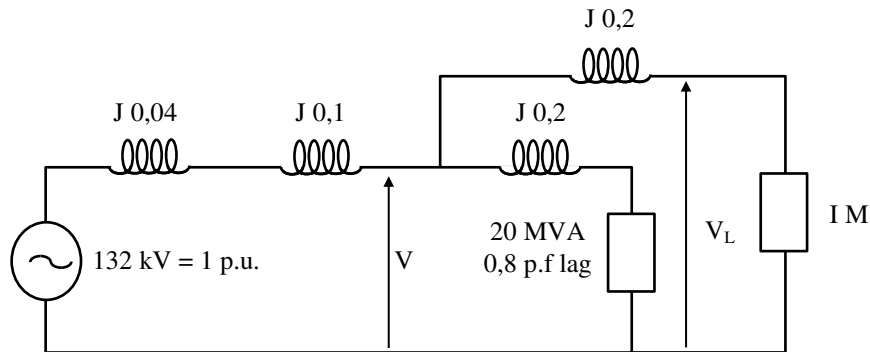 J 0,2
J 0,04
J 0,1
J 0,2
132 kV = 1 p.u.
V
20 MVA
0,8 p.f lag
V_L
I M